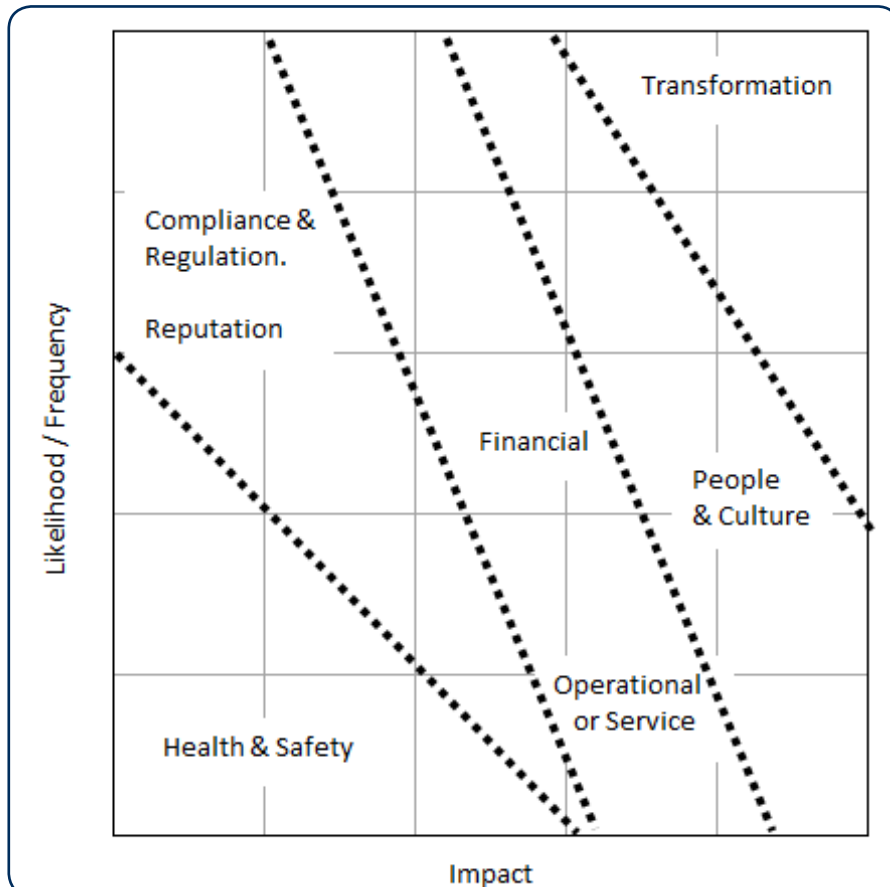 Transformation
Compliance &
Regulation.
Reputation
Likelihood / Frequency
Financial
People
& Culture
Operational
or Service
Health & Safety
Impact